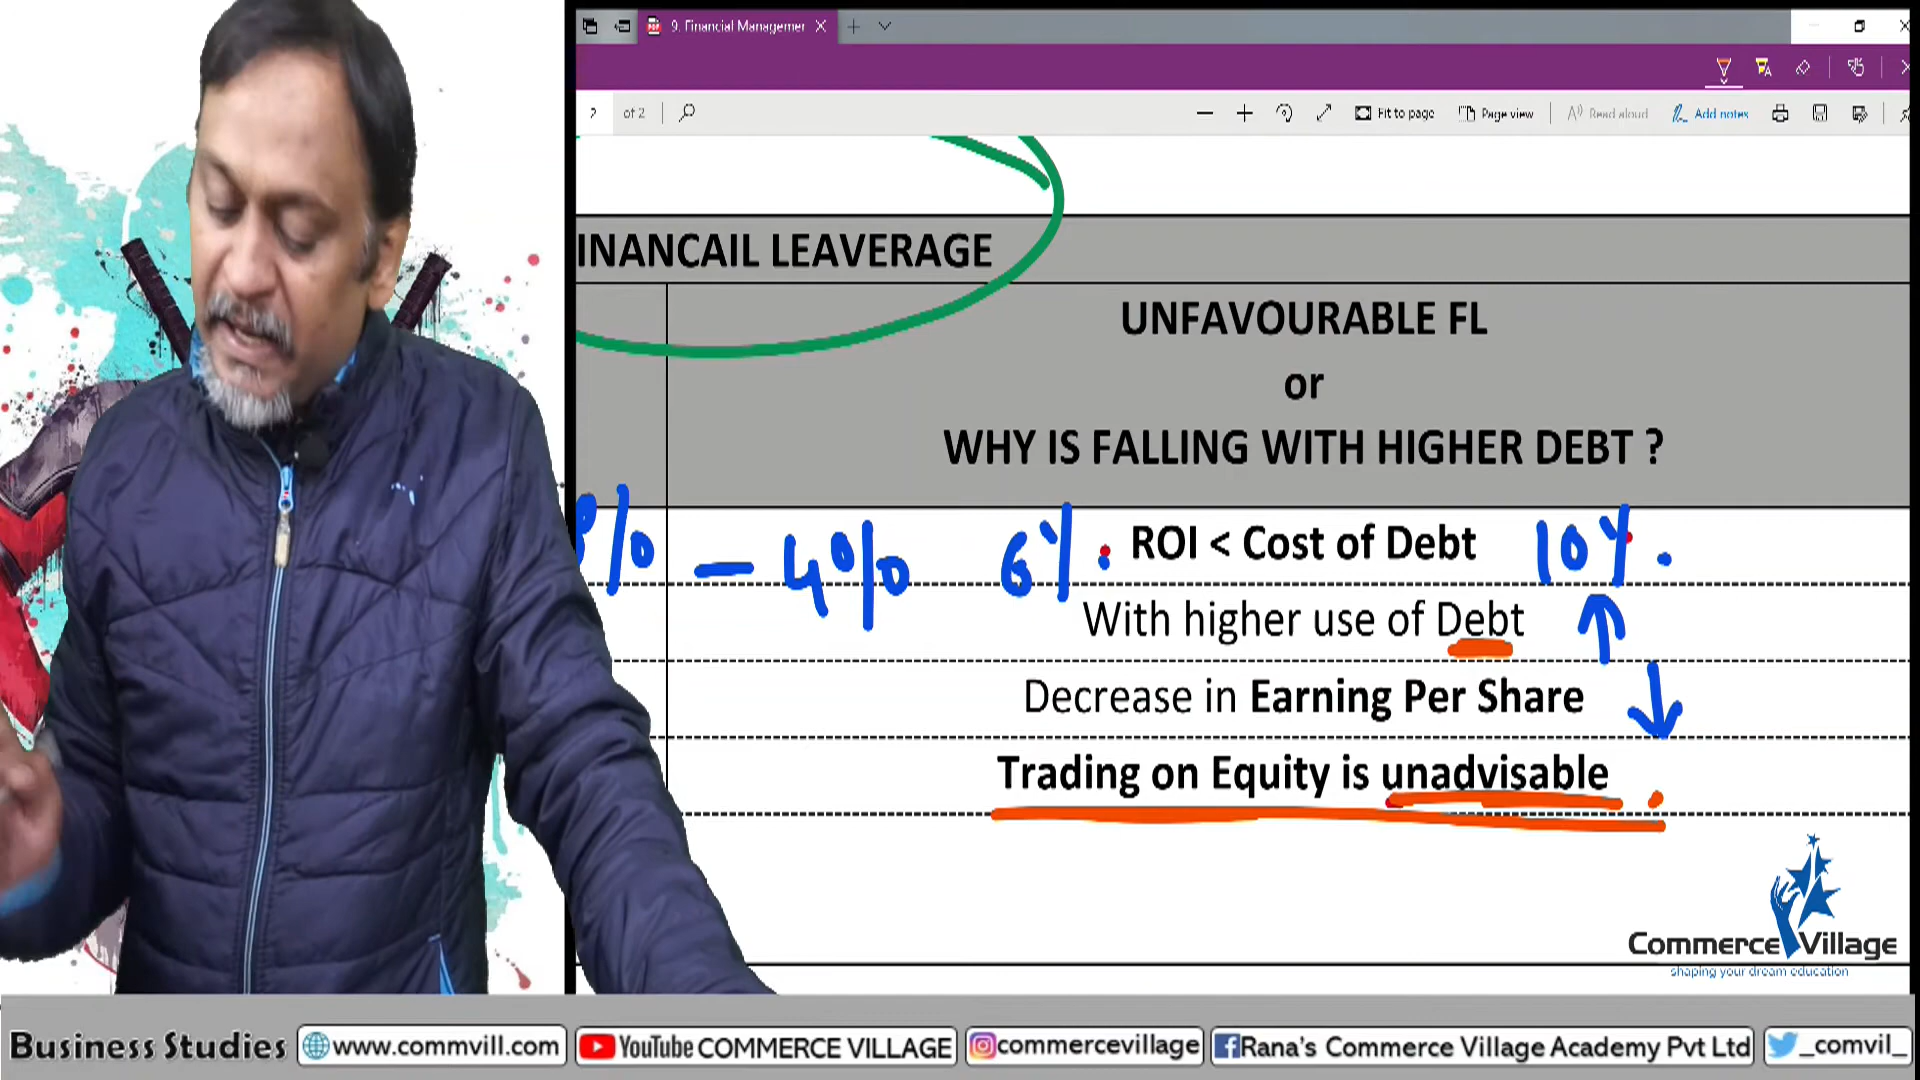 9. Financial Managemer
2 of 2
Fit to page
Page view
Read aloud
Add notes
INANCAIL LEAVERAGE
UNFAVOURABLE FL
or
WHY IS FALLING WITH HIGHER DEBT ?
% – 4% 6% ROI < Cost of Debt 10%
With higher use of Debt
Decrease in Earning Per Share
Trading on Equity is unadvisable
Commerce Village
shaping your dream education
Business Studies www.commvill.com YouTube COMMERCE VILLAGE commercevillage Rana's Commerce Village Academy Pvt Ltd _comvil_